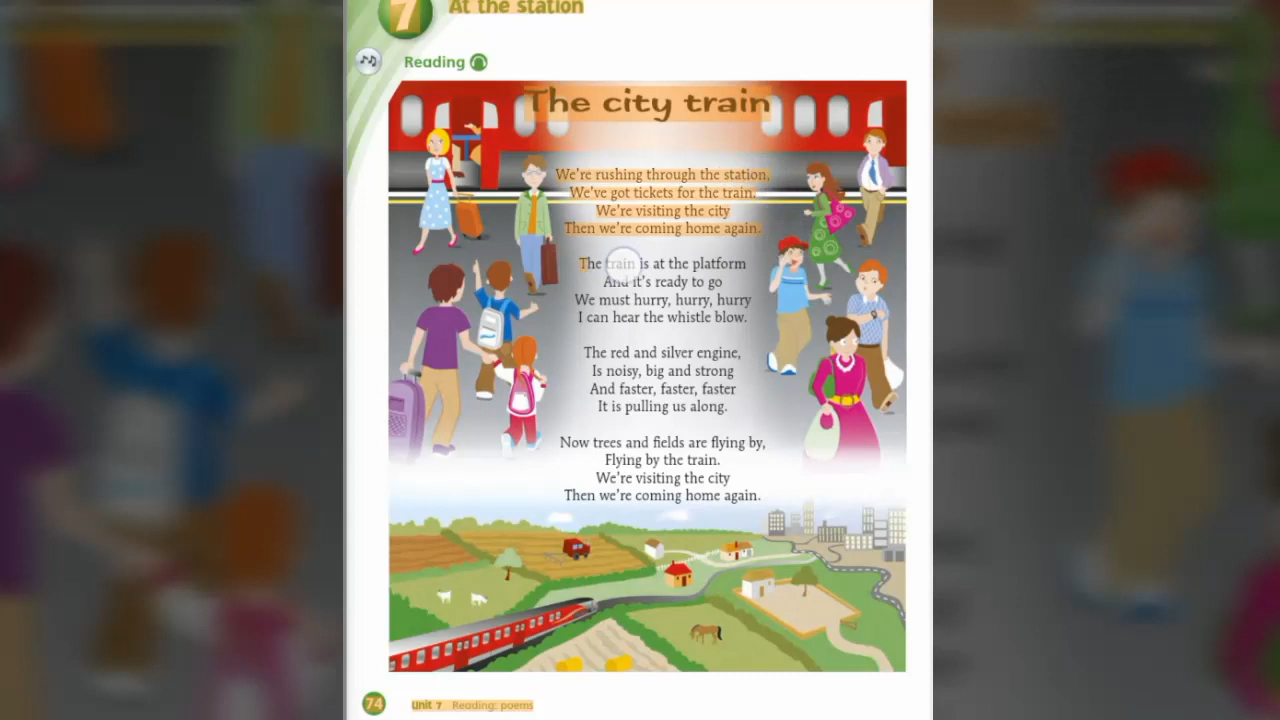 7 At the station
Reading
The city train
We're rushing through the station,
We've got tickets for the train.
We're visiting the city
Then we're coming home again.
The train is at the platform
And it's ready to go
We must hurry, hurry, hurry
I can hear the whistle blow.
The red and silver engine,
Is noisy, big and strong
And faster, faster, faster
It is pulling us along.
Now trees and fields are flying by,
Flying by the train.
We're visiting the city
Then we're coming home again.
74 Unit 7 Reading: poems